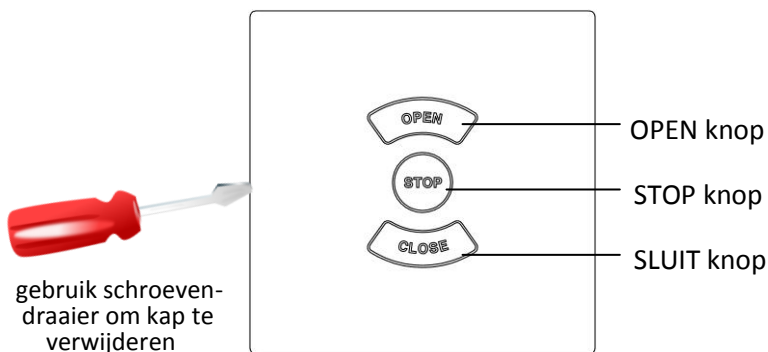 OPEN
OPEN knop
STOP
STOP knop
CLOSE
SLUIT knop
gebruik schroeven-
draaier om kap te
verwijderen